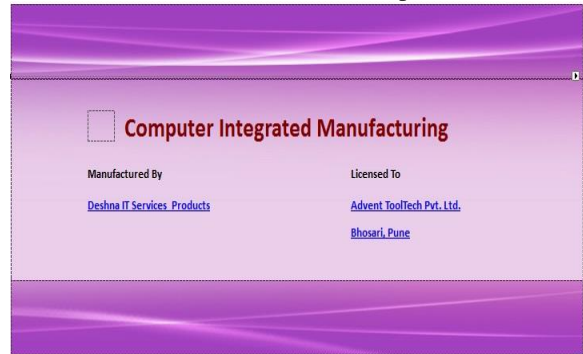 Computer Integrated Manufacturing
Manufactured By
Licensed To
Deshna IT Services Products
Advent ToolTech Pvt. Ltd.
Bhosari, Pune